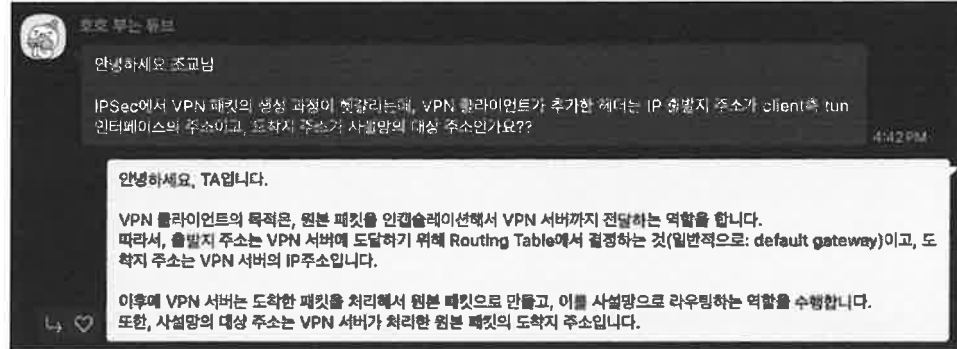 호호 부는 튜브
안녕하세요 조교님
IPSec에서 VPN 패킷의 생성 과정이 헷갈리는데, VPN 클라이언트가 추가한 헤더는 IP 출발지 주소가 client측 tun
인터페이스의 주소이고, 도착지 주소가 사설망의 대상 주소인가요??
4:42 PM
안녕하세요, TA입니다.
VPN 클라이언트의 목적은, 원본 패킷을 인캡슐레이션해서 VPN 서버까지 전달하는 역할을 합니다.
따라서, 출발지 주소는 VPN 서버에 도달하기 위해 Routing Table에서 결정하는 것(일반적으로: default gateway)이고, 도
착지 주소는 VPN 서버의 IP주소입니다.
이후에 VPN 서버는 도착한 패킷을 처리해서 원본 패킷으로 만들고, 이를 사설망으로 라우팅하는 역할을 수행합니다.
또한, 사설망의 대상 주소는 VPN 서버가 처리한 원본 패킷의 도착지 주소입니다.